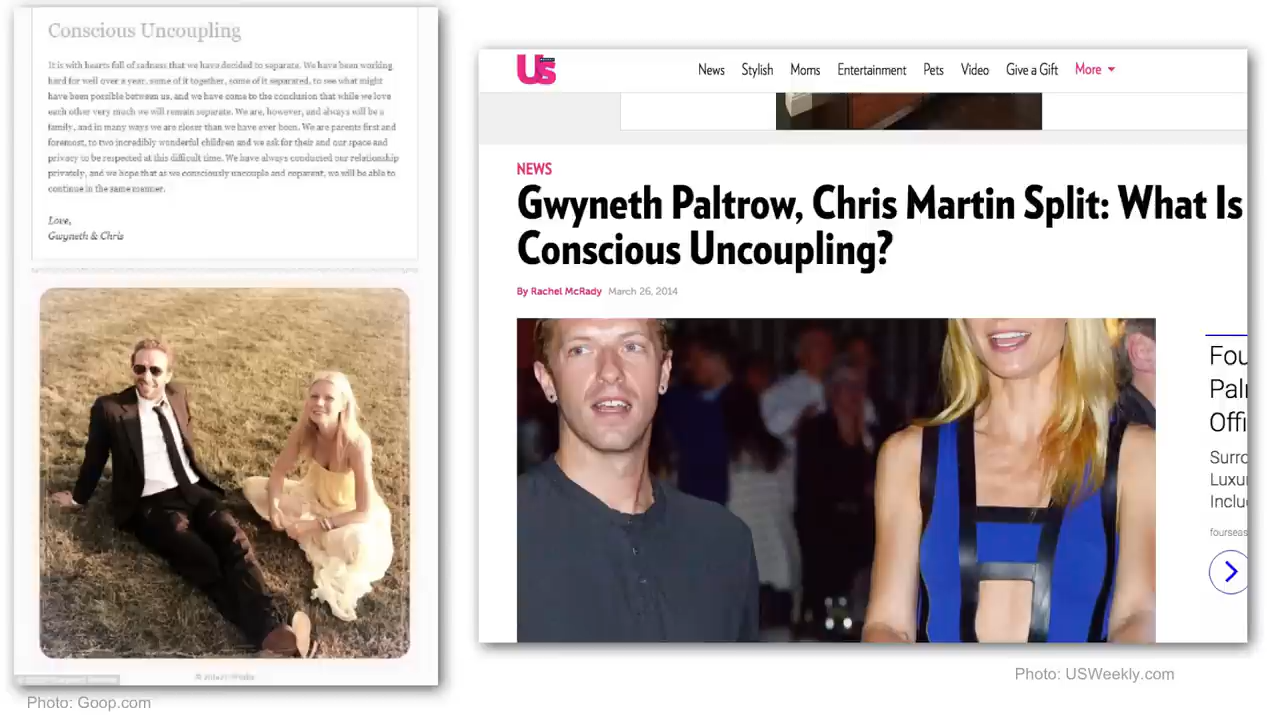 Conscious Uncoupling
It is with hearts full of sadness that we have decided to separate. We have been working
hard for well over a year, some of it together, some of it separated, to see what might
have been possible between us, and we have come to the conclusion that while we love
each other very much we will remain separate. We are, however, and always will be a
family, and in many ways we are closer than we have ever been. We are parents first and
foremost, to two incredibly wonderful children and we ask for their and our space and
privacy to be respected at this difficult time. We have always conducted our relationship
privately, and we hope that as we consciously uncouple and coparent, we will be able to
continue in the same manner.
Love,
Gwyneth & Chris
Photo: Goop.com
Us
News Stylish Moms Entertainment Pets Video Give a Gift More
NEWS
Gwyneth Paltrow, Chris Martin Split: What Is
Conscious Uncoupling?
By Rachel McRady March 26, 2014
Fou
Pal
Offi
Surro
Luxu
Inclu
fourseas
Photo: USWeekly.com